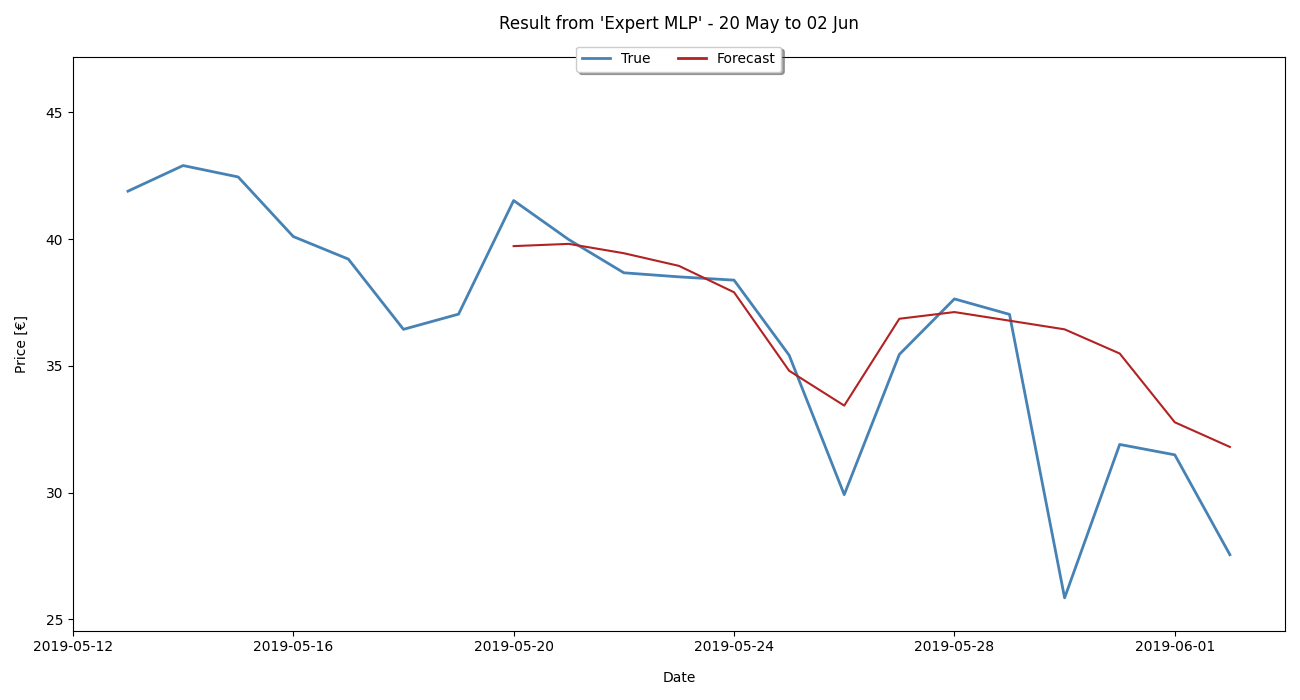 Result from 'Expert MLP' - 20 May to 02 Jun
True Forecast
45
40
35
30
25
Price [€]
2019-05-12 2019-05-16 2019-05-20 2019-05-24 2019-05-28 2019-06-01
Date